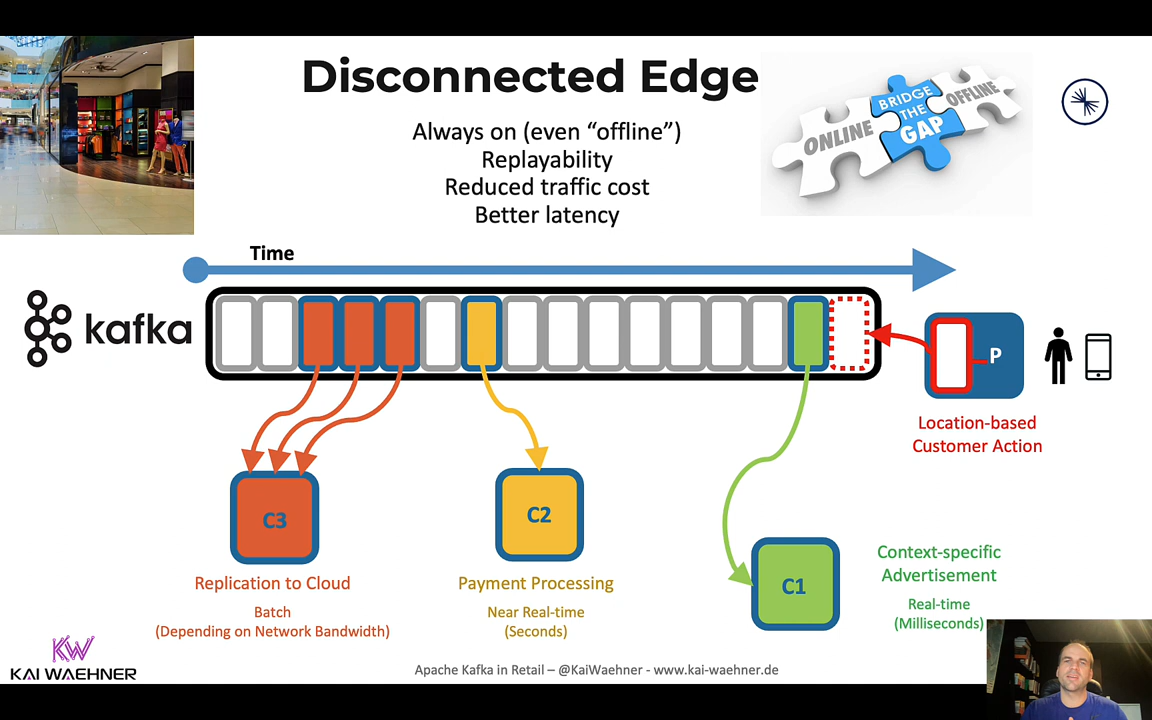 Disconnected Edge
Always on (even “offline”)
Replayability
Reduced traffic cost
Better latency
ONLINE
BRIDGE
THE
GAP
OFFLINE
Time
kafka
P
Location-based
Customer Action
C3
Replication to Cloud
Batch
(Depending on Network Bandwidth)
C2
Payment Processing
Near Real-time
(Seconds)
C1
Context-specific
Advertisement
Real-time
(Milliseconds)
KW
KAI WAEHNER
Apache Kafka in Retail – @KaiWaehner - www.kai-waehner.de